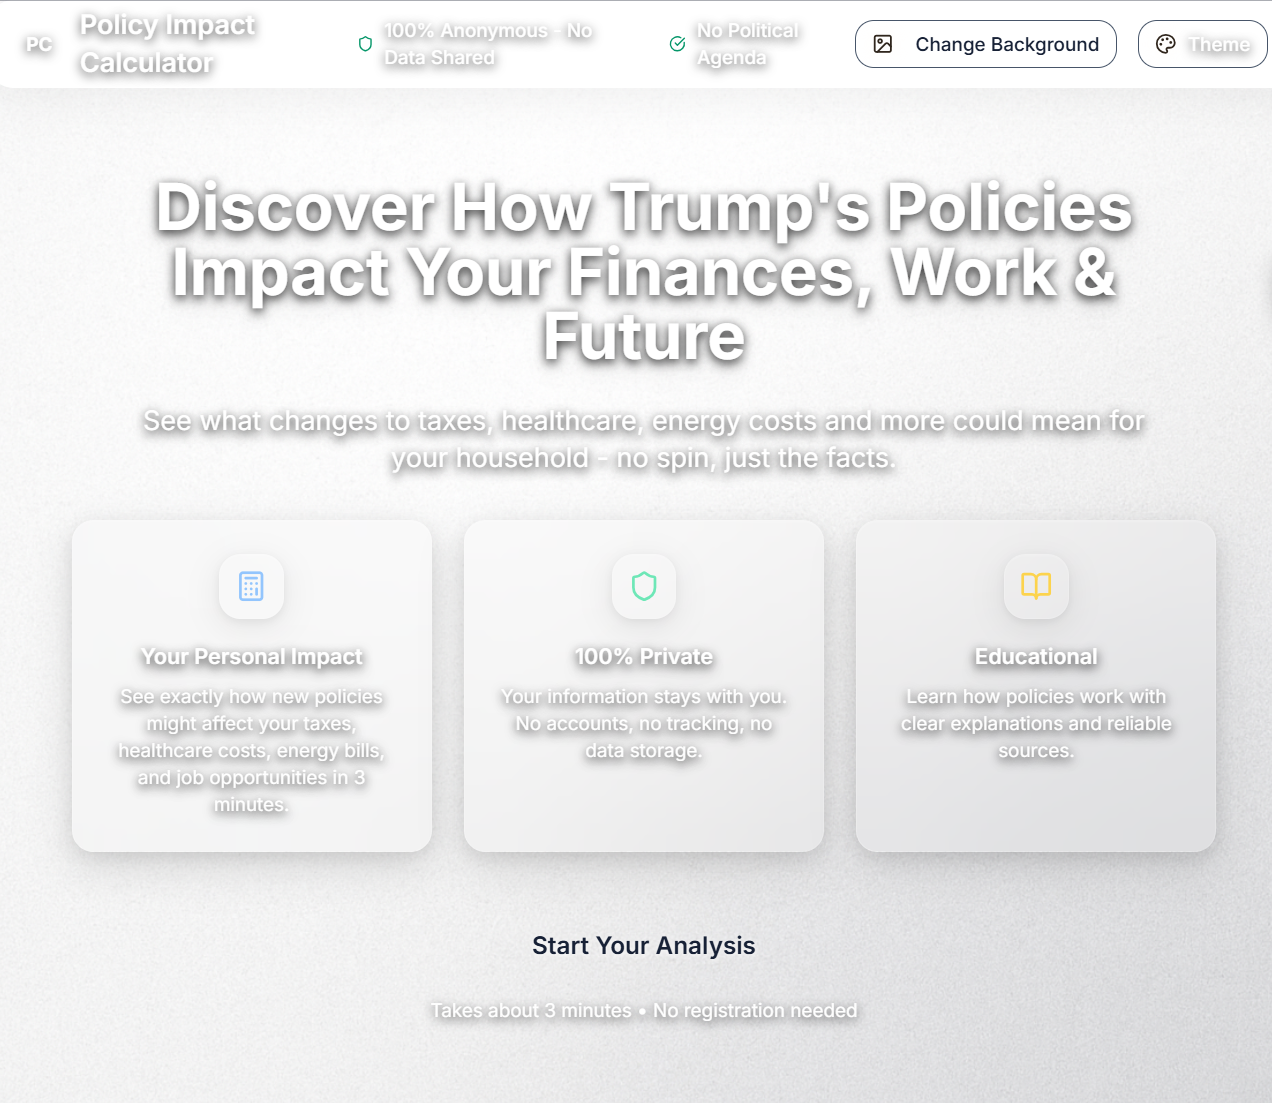 PC
Policy Impact
Calculator
100% Anonymous - No
Data Shared
No Political
Agenda
Change Background
Theme
Discover How Trump's Policies
Impact Your Finances, Work &
Future
See what changes to taxes, healthcare, energy costs and more could mean for
your household - no spin, just the facts.
Your Personal Impact
See exactly how new policies
might affect your taxes,
healthcare costs, energy bills,
and job opportunities in 3
minutes.
100% Private
Your information stays with you.
No accounts, no tracking, no
data storage.
Educational
Learn how policies work with
clear explanations and reliable
sources.
Start Your Analysis
Takes about 3 minutes • No registration needed